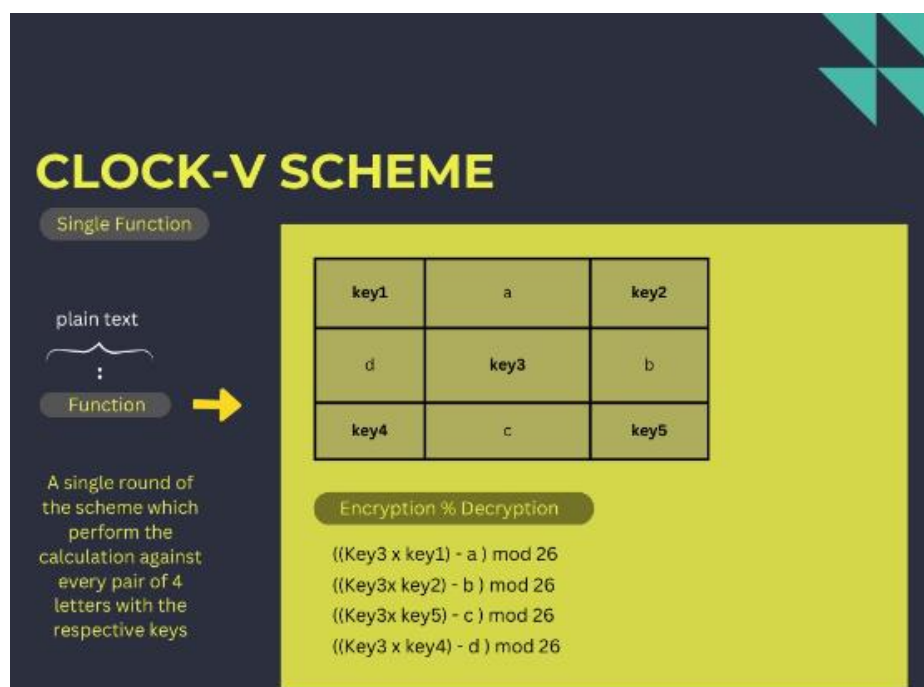 CLOCK-V SCHEME
Single Function
plain text
:
Function
A single round of
the scheme which
perform the
calculation against
every pair of 4
letters with the
respective keys
key1 a key2
d key3 b
key4 c key5
Encryption % Decryption
((Key3 x key1) - a ) mod 26
((Key3x key2) - b ) mod 26
((Key3x key5) - c ) mod 26
((Key3 x key4) - d ) mod 26